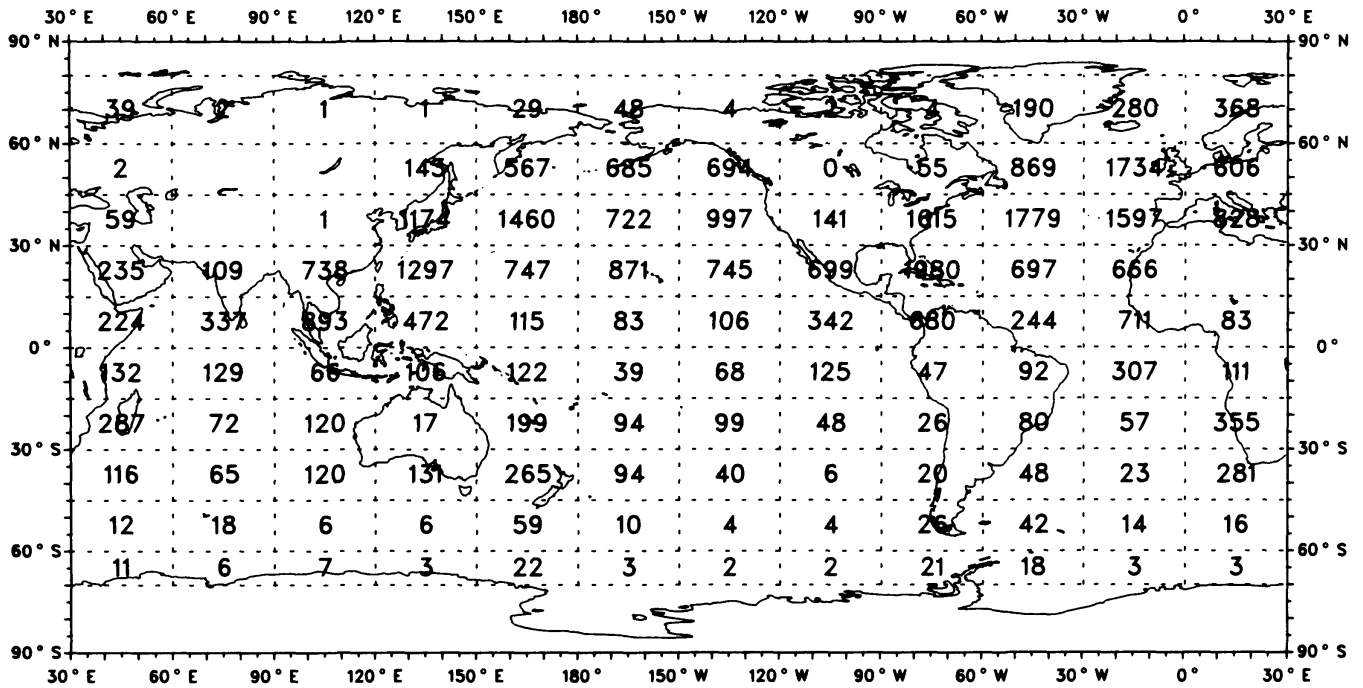 30° E 60° E 90° E 120° E 150° E 180° 150° W 120° W 90° W 60° W 30° W 0° 30° E
90° N 90° N
39 1 1 29 48 4 2 4 190 280 368
60° N 60° N
2 567 685 694 0 55 869 1734 606
59 1 1174 1460 722 997 141 1615 1779 1597 828
30° N 30° N
235 109 738 1297 747 871 745 699 697 666
224 337 893 472 115 83 106 342 680 244 711 83
0° 0°
132 129 66 106 122 39 68 125 47 92 307 111
287 72 120 17 199 94 99 48 26 80 57 355
30° S 30° S
116 65 120 131 265 94 40 6 20 48 23 281
12 18 6 6 59 10 4 4 26 42 14 16
60° S 60° S
11 6 7 3 22 3 2 2 21 18 3 3
90° S 90° S
30° E 60° E 90° E 120° E 150° E 180° 150° W 120° W 90° W 60° W 30° W 0° 30° E